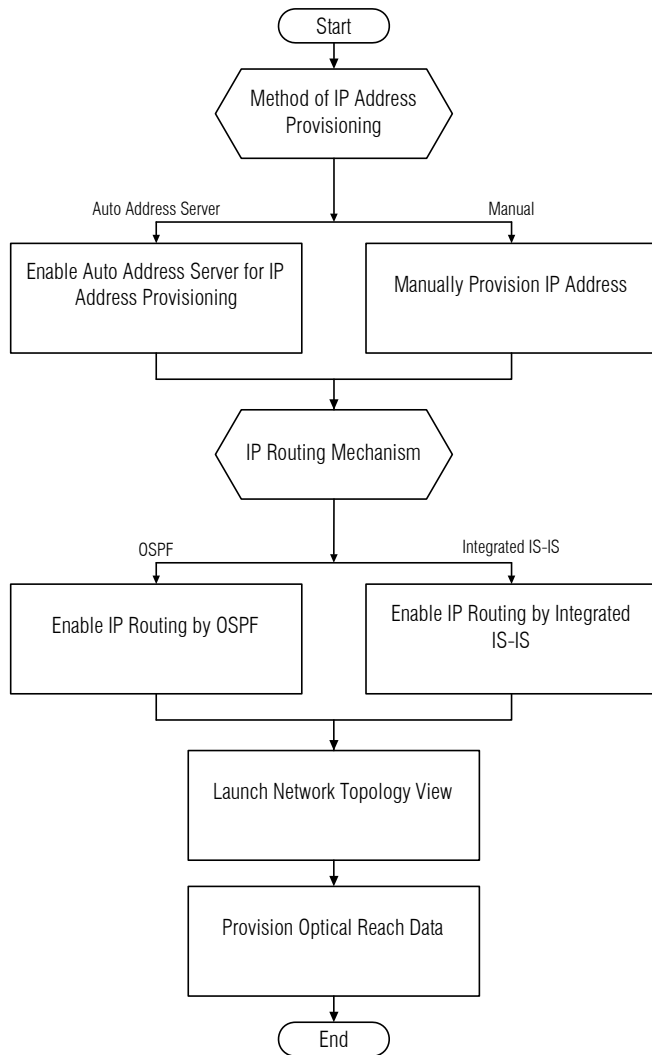 Start
Method of IP Address
Provisioning
Auto Address Server
Manual
Enable Auto Address Server for IP
Address Provisioning
Manually Provision IP Address
IP Routing Mechanism
OSPF
Integrated IS-IS
Enable IP Routing by OSPF
Enable IP Routing by Integrated
IS-IS
Launch Network Topology View
Provision Optical Reach Data
End